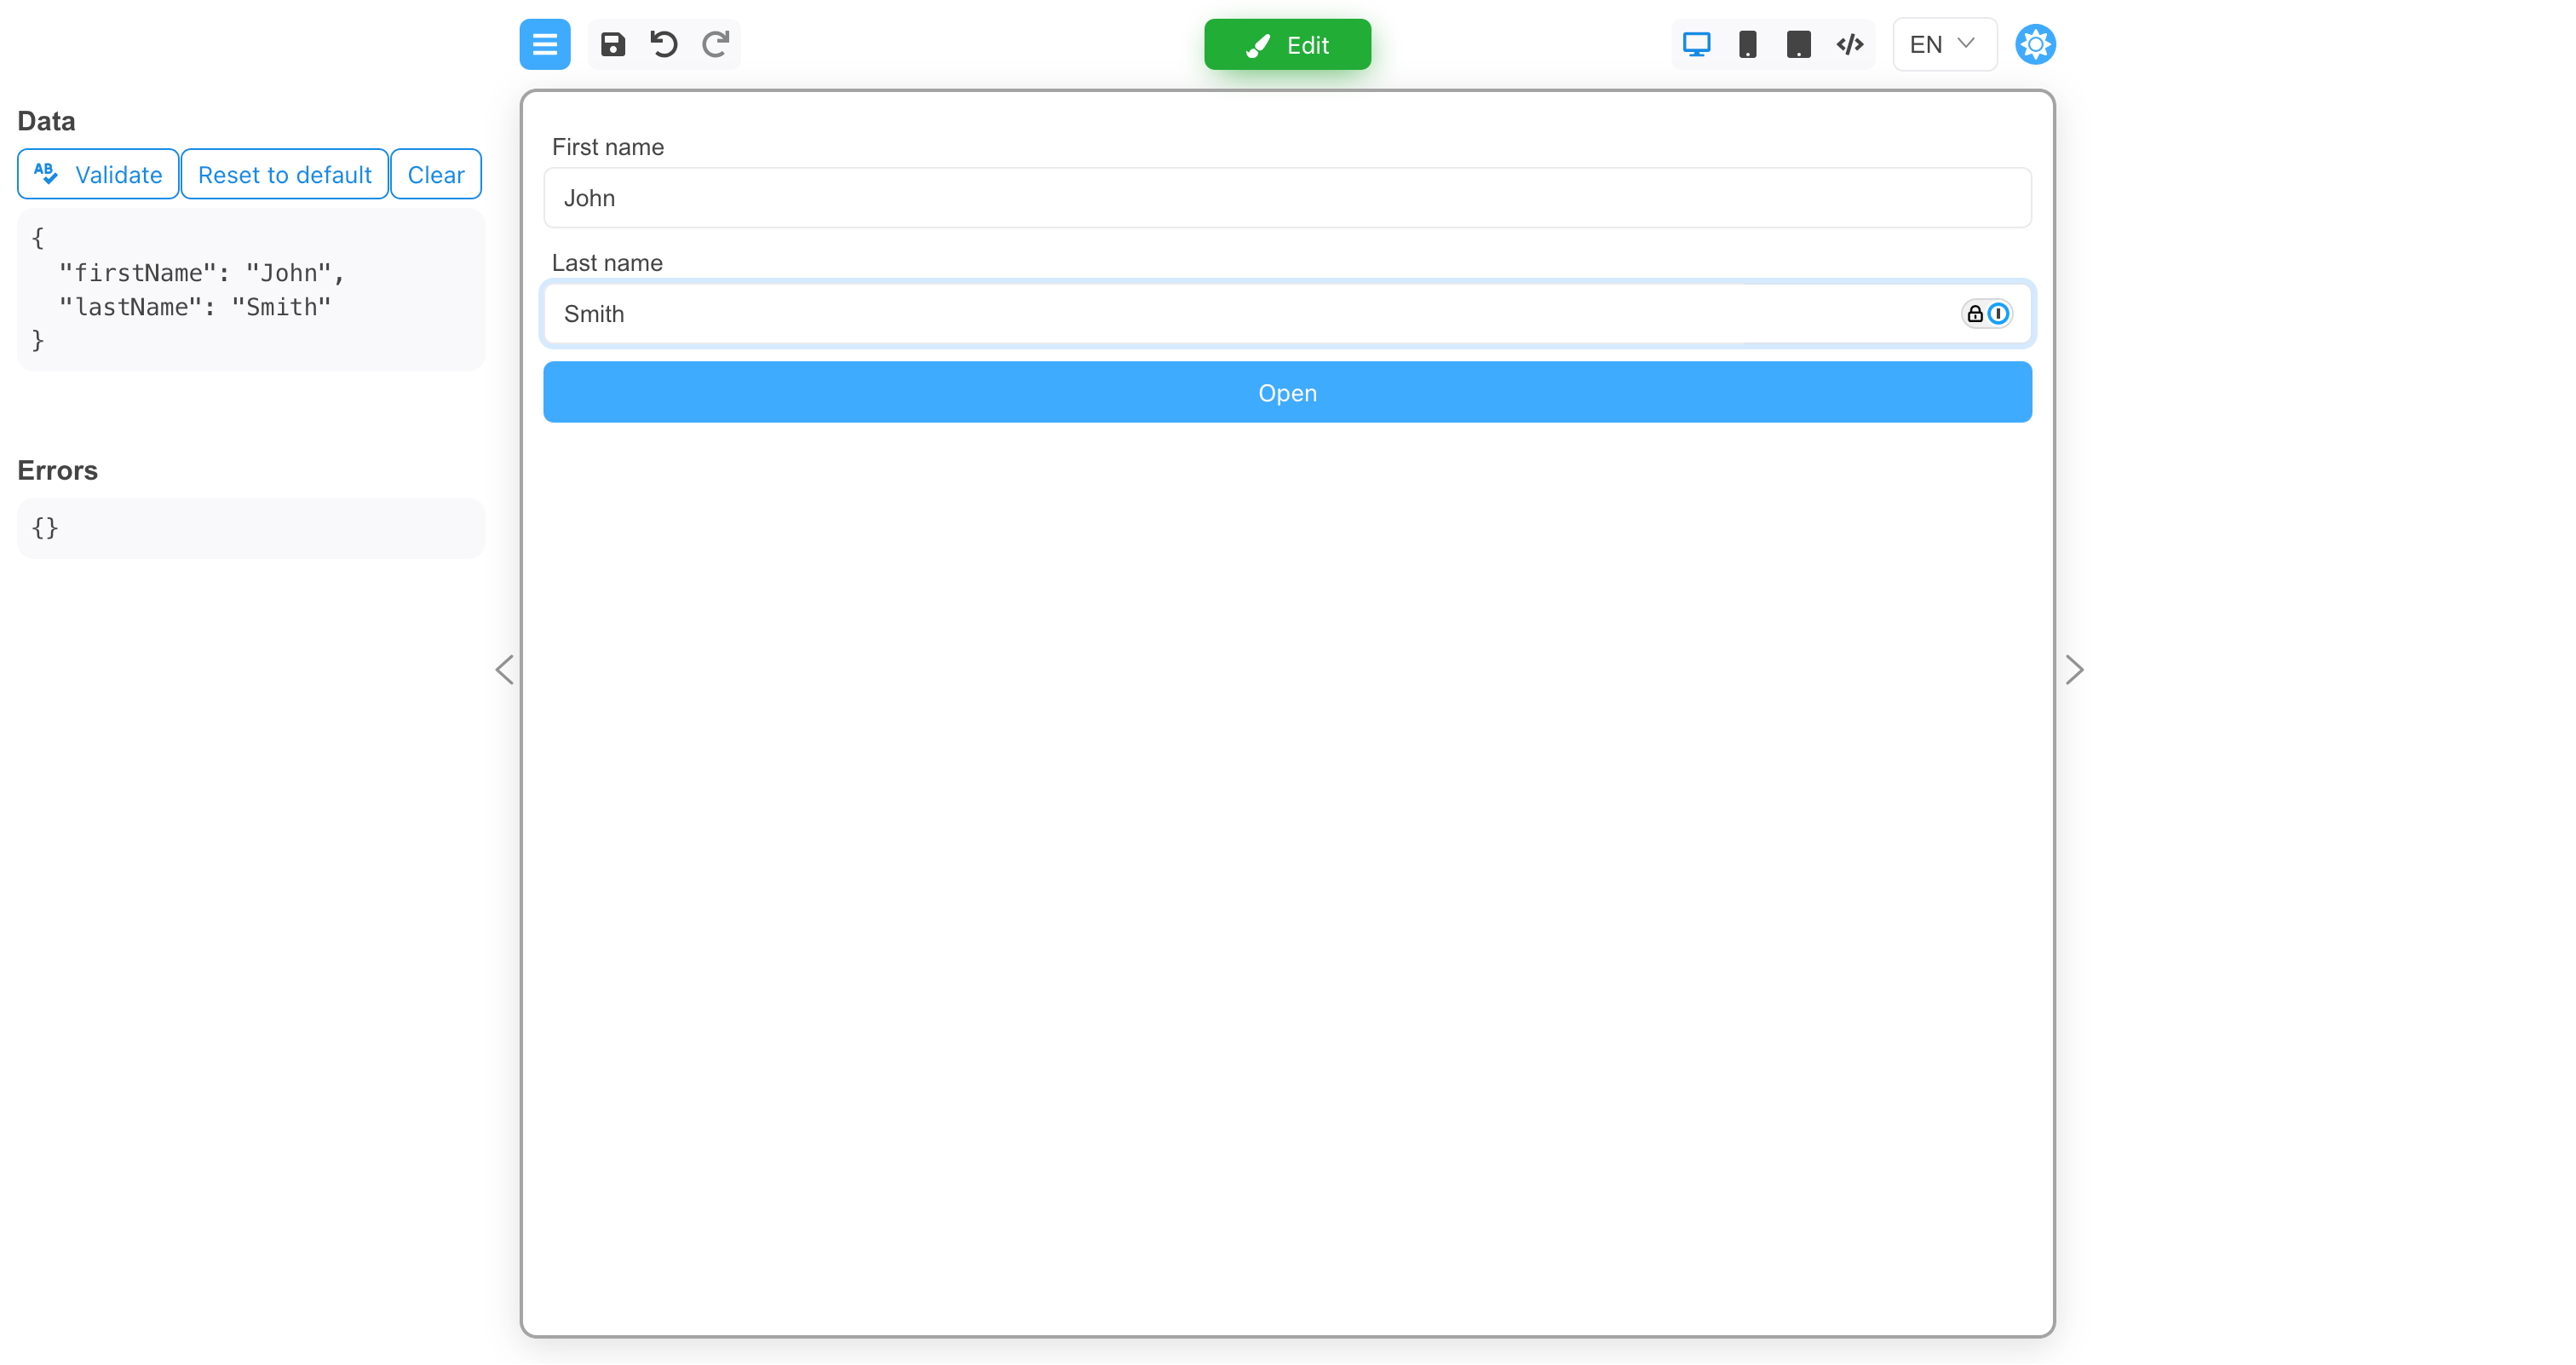 Edit
EN
Data
Validate
Reset to default
Clear
{
"firstName": "John",
"lastName": "Smith"
}
Errors
{}
First name
John
Last name
Smith
Open